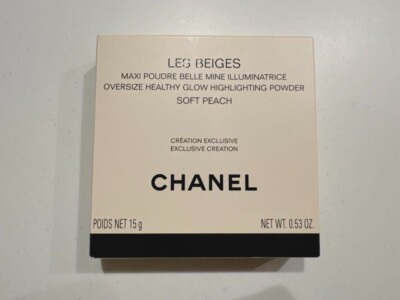 LES BEIGES
MAXI POUDRE BELLE MINE ILLUMINATRICE
OVERSIZE HEALTHY GLOW HIGHLIGHTING POWDER
SOFT PEACH
CRÉATION EXCLUSIVE
EXCLUSIVE CREATION
CHANEL
POIDS NET 15 g NET WT. 0.53 OZ.